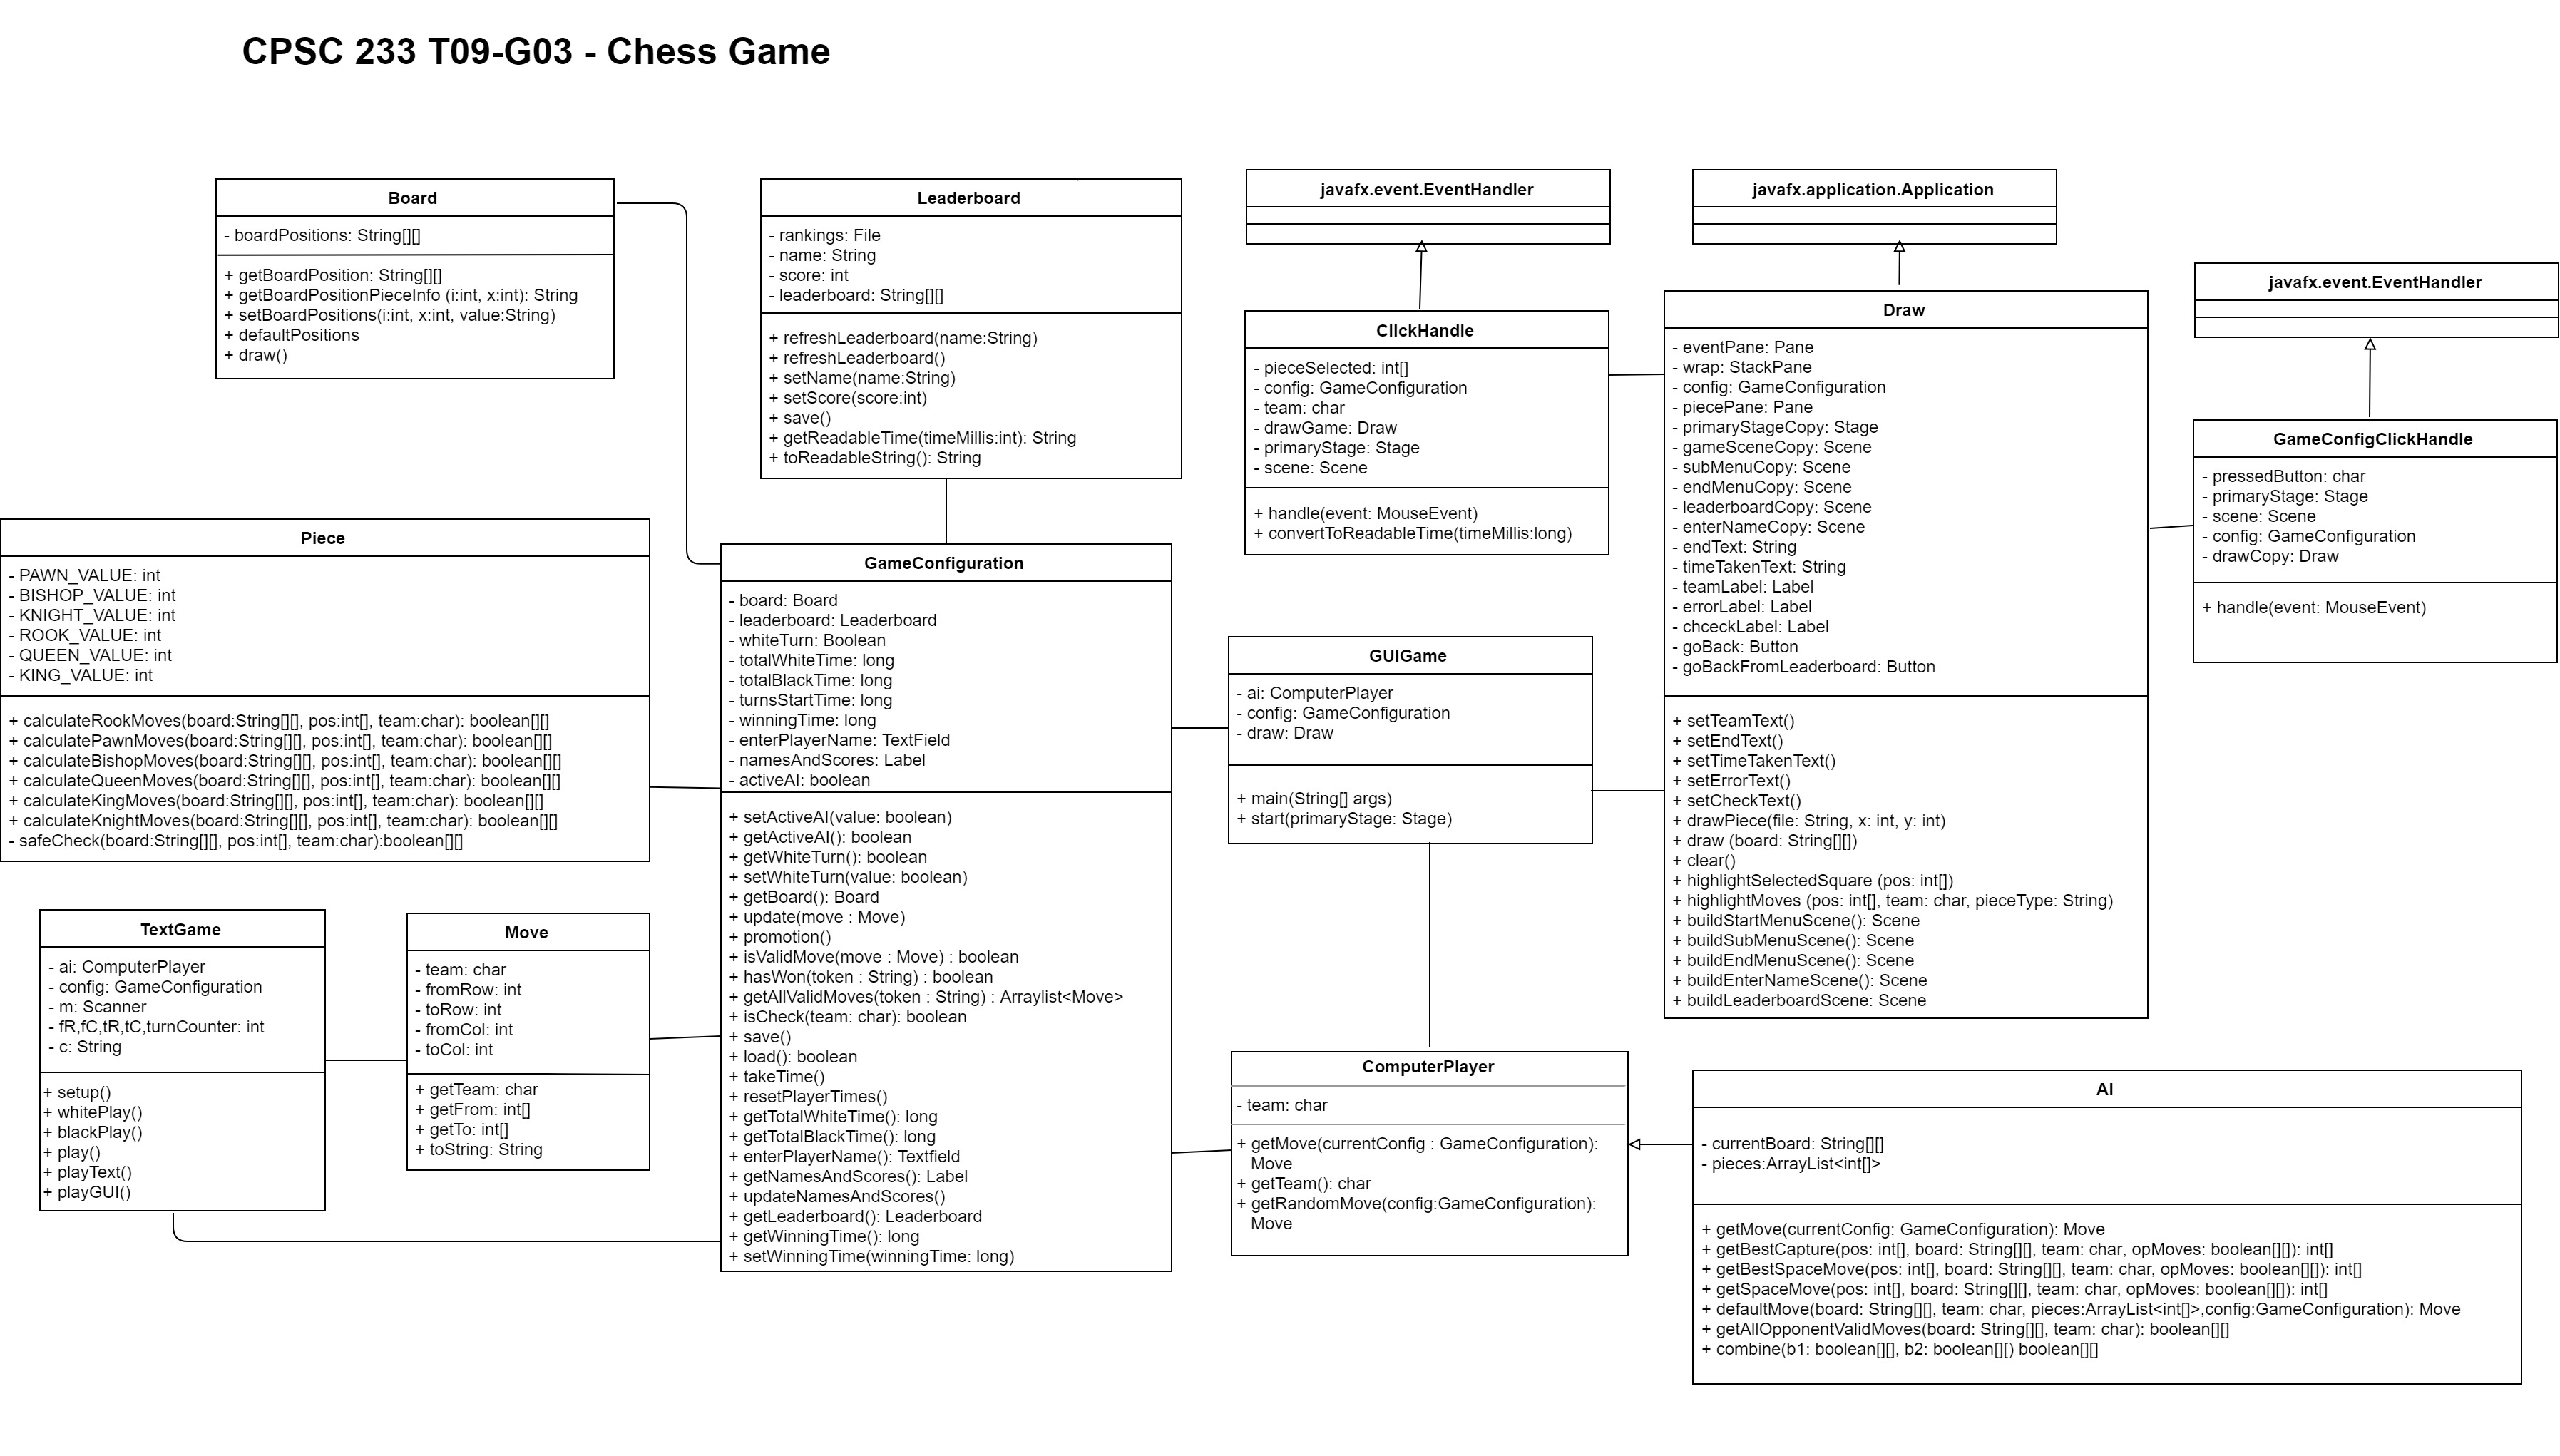 CPSC 233 T09-G03 - Chess Game
Board
- boardPositions: String[][]
+ getBoardPosition: String[][]
+ getBoardPositionPieceInfo (i:int, x:int): String
+ setBoardPositions(i:int, x:int, value:String)
+ defaultPositions
+ draw()
Leaderboard
- rankings: File
- name: String
- score: int
- leaderboard: String[][]
+ refreshLeaderboard(name:String)
+ refreshLeaderboard()
+ setName(name:String)
+ setScore(score:int)
+ save()
+ getReadableTime(timeMillis:int): String
+ toReadableString(): String
javafx.event.EventHandler
javafx.application.Application
javafx.event.EventHandler
ClickHandle
- pieceSelected: int[]
- config: GameConfiguration
- team: char
- drawGame: Draw
- primaryStage: Stage
- scene: Scene
+ handle(event: MouseEvent)
+ convertToReadableTime(timeMillis:long)
Draw
- eventPane: Pane
- wrap: StackPane
- config: GameConfiguration
- piecePane: Pane
- primaryStageCopy: Stage
- gameSceneCopy: Scene
- subMenuCopy: Scene
- endMenuCopy: Scene
- leaderboardCopy: Scene
- enterNameCopy: Scene
- endText: String
- timeTakenText: String
- teamLabel: Label
- errorLabel: Label
- chceckLabel: Label
- goBack: Button
- goBackFromLeaderboard: Button
+ setTeamText()
+ setEndText()
+ setTimeTakenText()
+ setErrorText()
+ setCheckText()
+ drawPiece(file: String, x: int, y: int)
+ draw (board: String[][])
+ clear()
+ highlightSelectedSquare (pos: int[])
+ highlightMoves (pos: int[], team: char, pieceType: String)
+ buildStartMenuScene(): Scene
+ buildSubMenuScene(): Scene
+ buildEndMenuScene(): Scene
+ buildEnterNameScene(): Scene
+ buildLeaderboardScene: Scene
GameConfigClickHandle
- pressedButton: char
- primaryStage: Stage
- scene: Scene
- config: GameConfiguration
- drawCopy: Draw
+ handle(event: MouseEvent)
Piece
- PAWN_VALUE: int
- BISHOP_VALUE: int
- KNIGHT_VALUE: int
- ROOK_VALUE: int
- QUEEN_VALUE: int
- KING_VALUE: int
+ calculateRookMoves(board:String[][], pos:int[], team:char): boolean[][]
+ calculatePawnMoves(board:String[][], pos:int[], team:char): boolean[][]
+ calculateBishopMoves(board:String[][], pos:int[], team:char): boolean[][]
+ calculateQueenMoves(board:String[][], pos:int[], team:char): boolean[][]
+ calculateKingMoves(board:String[][], pos:int[], team:char): boolean[][]
+ calculateKnightMoves(board:String[][], pos:int[], team:char): boolean[][]
- safeCheck(board:String[][], pos:int[], team:char):boolean[][]
GameConfiguration
- board: Board
- leaderboard: Leaderboard
- whiteTurn: Boolean
- totalWhiteTime: long
- totalBlackTime: long
- turnsStartTime: long
- winningTime: long
- enterPlayerName: TextField
- namesAndScores: Label
- activeAI: boolean
+ setActiveAI(value: boolean)
+ getActiveAI(): boolean
+ getWhiteTurn(): boolean
+ setWhiteTurn(value: boolean)
+ getBoard(): Board
+ update(move : Move)
+ promotion()
+ isValidMove(move : Move) : boolean
+ hasWon(token : String) : boolean
+ getAllValidMoves(token : String) : Arraylist<Move>
+ isCheck(team: char): boolean
+ save()
+ load(): boolean
+ takeTime()
+ resetPlayerTimes()
+ getTotalWhiteTime(): long
+ getTotalBlackTime(): long
+ enterPlayerName(): Textfield
+ getNamesAndScores(): Label
+ updateNamesAndScores()
+ getLeaderboard(): Leaderboard
+ getWinningTime(): long
+ setWinningTime(winningTime: long)
GUIGame
- ai: ComputerPlayer
- config: GameConfiguration
- draw: Draw
+ main(String[] args)
+ start(primaryStage: Stage)
TextGame
- ai: ComputerPlayer
- config: GameConfiguration
- m: Scanner
- fR,fC,tR,tC,turnCounter: int
- c: String
+ setup()
+ whitePlay()
+ blackPlay()
+ play()
+ playText()
+ playGUI()
Move
- team: char
- fromRow: int
- toRow: int
- fromCol: int
- toCol: int
+ getTeam: char
+ getFrom: int[]
+ getTo: int[]
+ toString: String
ComputerPlayer
- team: char
+ getMove(currentConfig : GameConfiguration):
Move
+ getTeam(): char
+ getRandomMove(config:GameConfiguration):
Move
AI
- currentBoard: String[][]
- pieces:ArrayList<int[]>
+ getMove(currentConfig: GameConfiguration): Move
+ getBestCapture(pos: int[], board: String[][], team: char, opMoves: boolean[][]): int[]
+ getBestSpaceMove(pos: int[], board: String[][], team: char, opMoves: boolean[][]): int[]
+ getSpaceMove(pos: int[], board: String[][], team: char, opMoves: boolean[][]): int[]
+ defaultMove(board: String[][], team: char, pieces:ArrayList<int[]>,config:GameConfiguration): Move
+ getAllOpponentValidMoves(board: String[][], team: char): boolean[][]
+ combine(b1: boolean[][], b2: boolean[][) boolean[][]